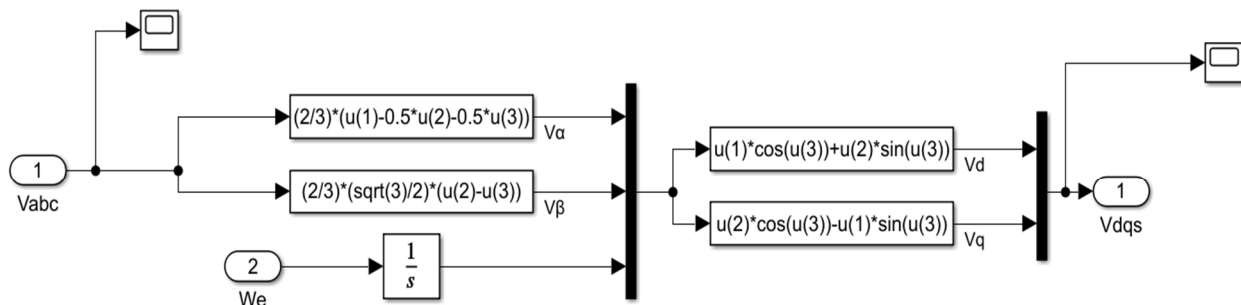 (2/3)*(u(1)-0.5*u(2)-0.5*u(3))
Vα
u(1)*cos(u(3))+u(2)*sin(u(3))
Vd
1
Vabc
(2/3)*(sqrt(3)/2)*(u(2)-u(3))
Vβ
u(2)*cos(u(3))-u(1)*sin(u(3))
Vq
1
Vdqs
2
We
1
s